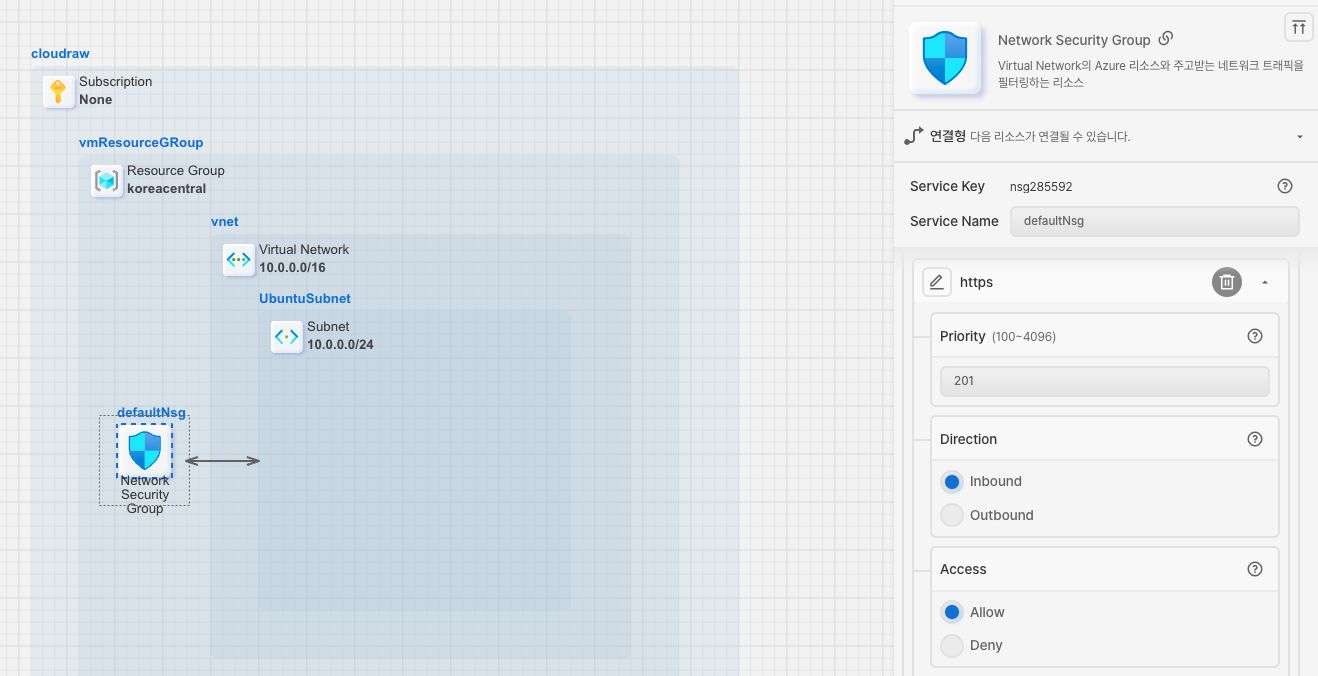 cloudraw
Subscription
None
vmResourceGRoup
Resource Group
koreacentral
vnet
Virtual Network
10.0.0.0/16
UbuntuSubnet
Subnet
10.0.0.0/24
defaultNsg
Network
Security
Group
Network Security Group
Virtual Network의 Azure 리소스와 주고받는 네트워크 트래픽을
필터링하는 리소스
연결형 다음 리소스가 연결될 수 있습니다.
Service Key nsg285592
Service Name defaultNsg
https
Priority (100~4096)
201
Direction
Inbound
Outbound
Access
Allow
Deny